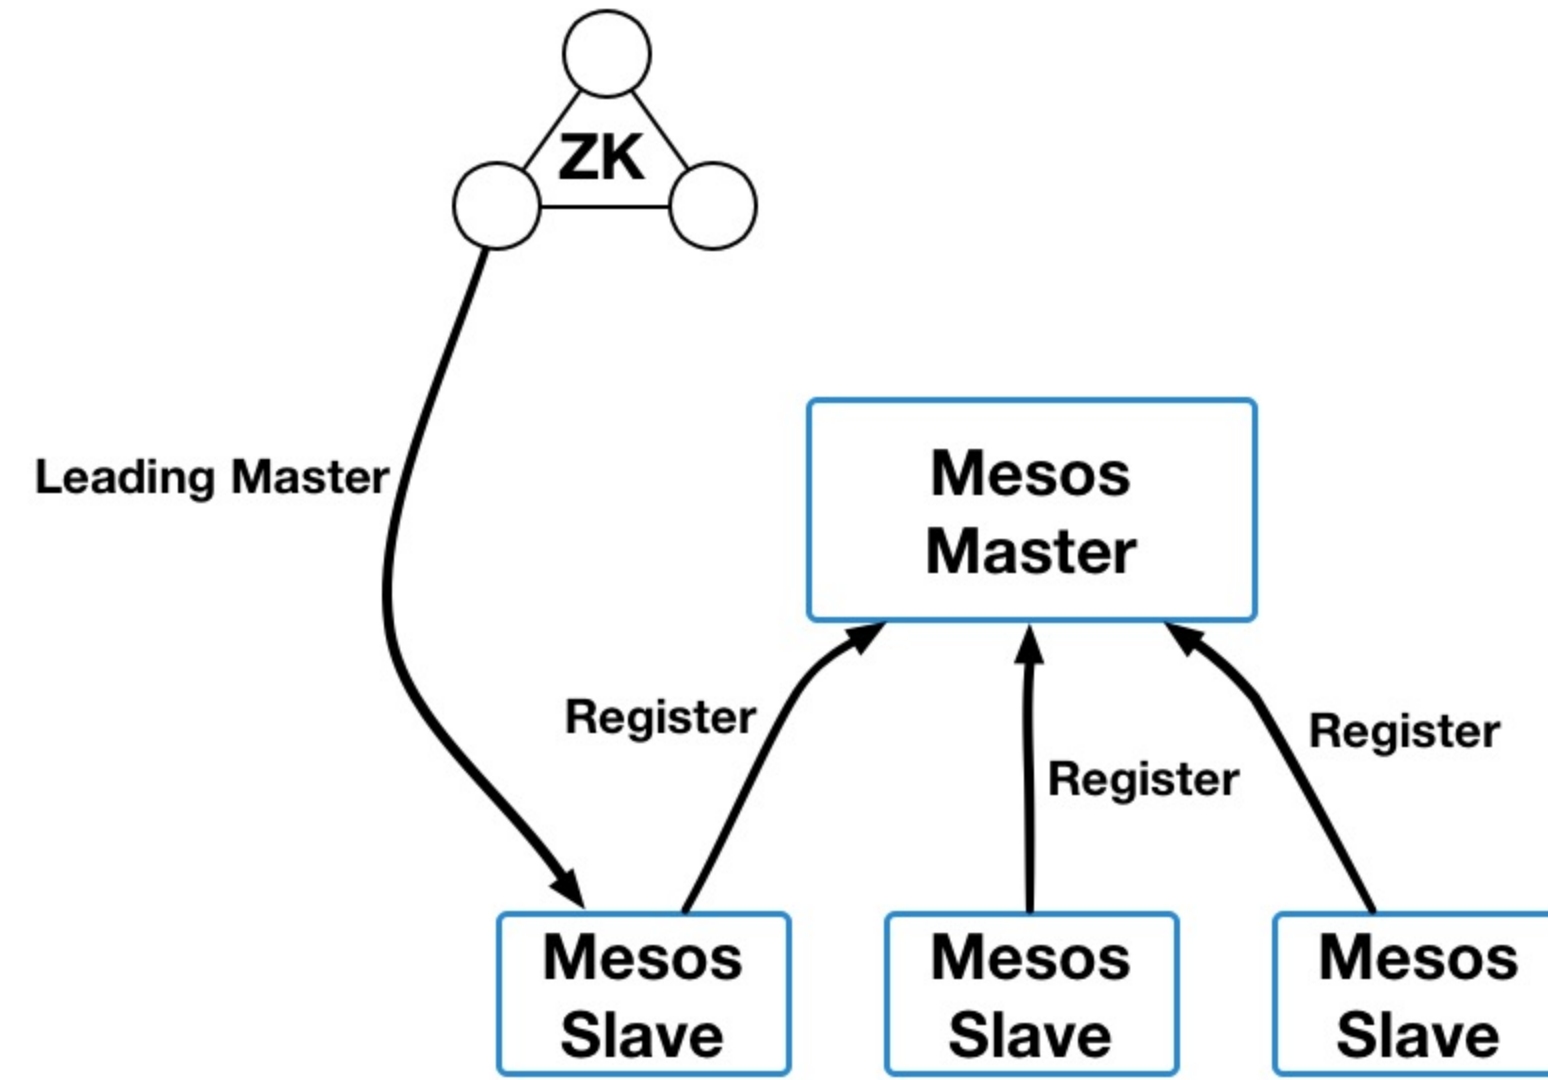 ZK
Leading Master
Mesos
Master
Register
Register
Register
Mesos
Slave
Mesos
Slave
Mesos
Slave